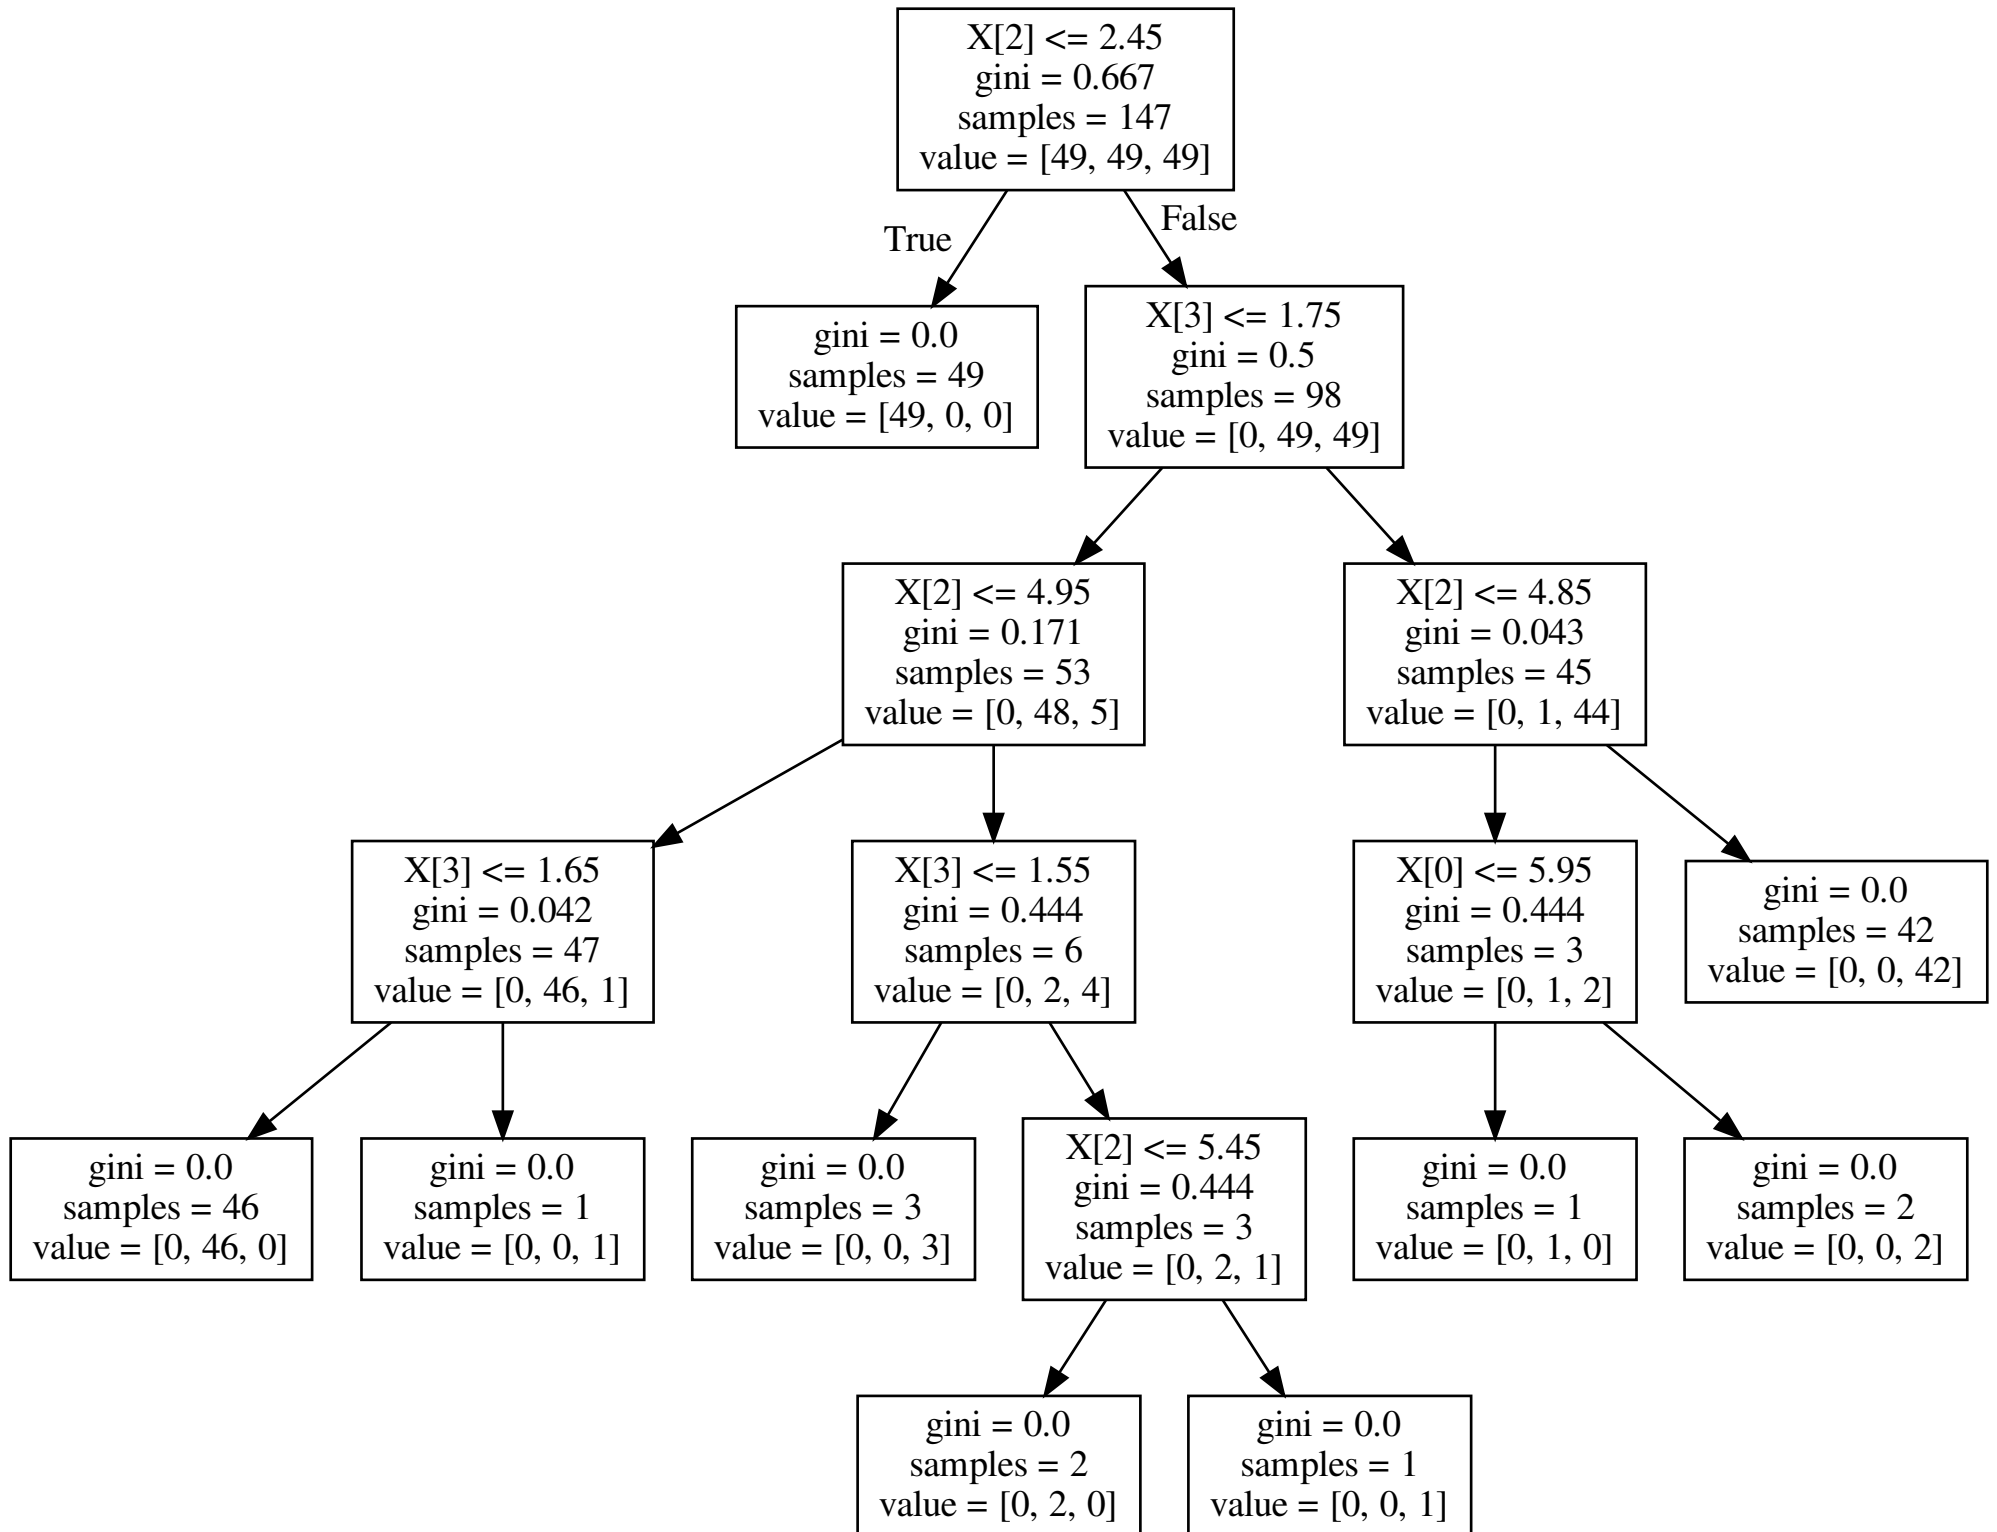 X[2] <= 2.45
gini = 0.667
samples = 147
value = [49, 49, 49]
True
False
gini = 0.0
samples = 49
value = [49, 0, 0]
X[3] <= 1.75
gini = 0.5
samples = 98
value = [0, 49, 49]
X[2] <= 4.95
gini = 0.171
samples = 53
value = [0, 48, 5]
X[2] <= 4.85
gini = 0.043
samples = 45
value = [0, 1, 44]
X[3] <= 1.65
gini = 0.042
samples = 47
value = [0, 46, 1]
X[3] <= 1.55
gini = 0.444
samples = 6
value = [0, 2, 4]
X[0] <= 5.95
gini = 0.444
samples = 3
value = [0, 1, 2]
gini = 0.0
samples = 42
value = [0, 0, 42]
gini = 0.0
samples = 46
value = [0, 46, 0]
gini = 0.0
samples = 1
value = [0, 0, 1]
gini = 0.0
samples = 3
value = [0, 0, 3]
X[2] <= 5.45
gini = 0.444
samples = 3
value = [0, 2, 1]
gini = 0.0
samples = 1
value = [0, 1, 0]
gini = 0.0
samples = 2
value = [0, 0, 2]
gini = 0.0
samples = 2
value = [0, 2, 0]
gini = 0.0
samples = 1
value = [0, 0, 1]